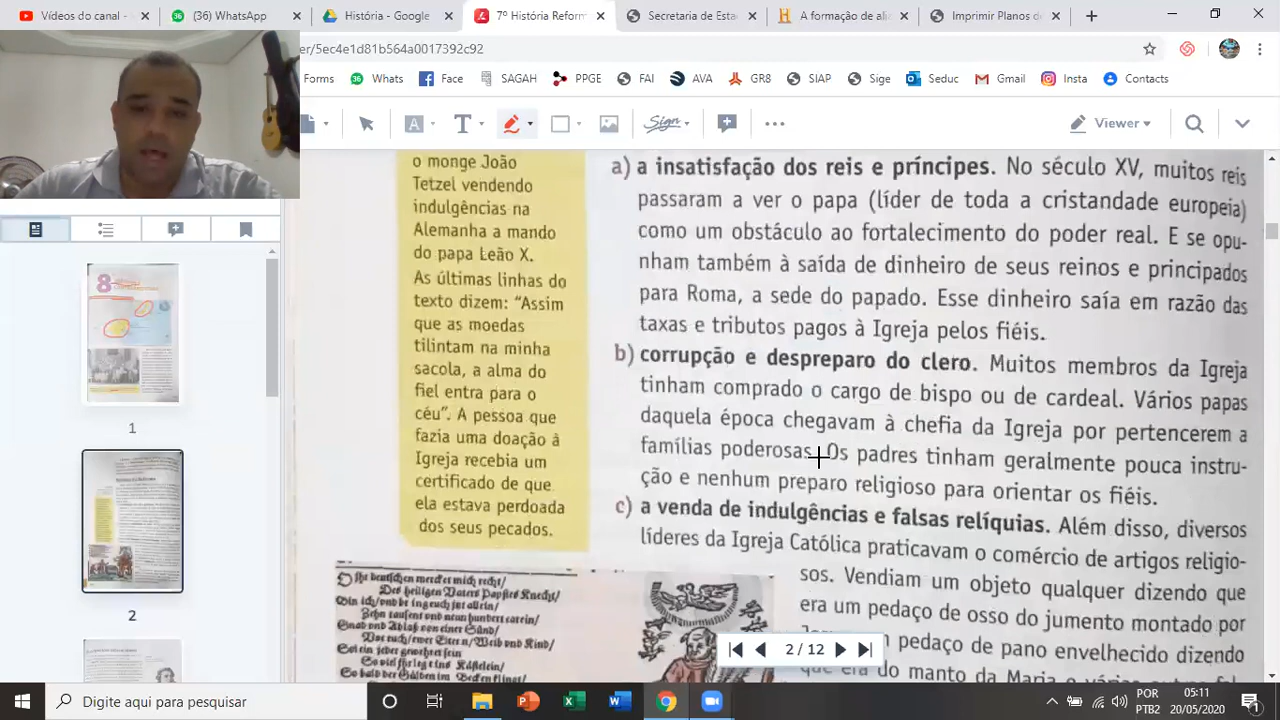 Vídeos do canal -
(36) WhatsApp
História - Google
7º História Reform
Secretaria de Esta
A formação de ali
Imprimir Planos de
er/5ec4e1d81b564a0017392c92
Forms
Whats
Face
SAGAH
PPGE
FAI
AVA
GR8
SIAP
Sige
Seduc
Gmail
Insta
Contacts
A
T
Sign
Viewer
o monge João
Tetzel vendendo
indulgências na
Alemanha a mando
do papa Leão X.
As últimas linhas do
texto dizem: “Assim
que as moedas
tilintam na minha
sacola, a alma do
fiel entra para o
céu”. A pessoa que
fazia uma doação à
Igreja recebia um
certificado de que
ela estava perdoada
dos seus pecados.
a) a insatisfação dos reis e príncipes. No século XV, muitos reis
passaram a ver o papa (líder de toda a cristandade europeia)
como um obstáculo ao fortalecimento do poder real. E se opu-
nham também à saída de dinheiro de seus reinos e principados
para Roma, a sede do papado. Esse dinheiro saía em razão das
taxas e tributos pagos à Igreja pelos fiéis.
b) corrupção e despreparo do clero. Muitos membros da Igreja
tinham comprado o cargo de bispo ou de cardeal. Vários papas
daquela época chegavam à chefia da Igreja por pertencerem a
famílias poderosas. Os padres tinham geralmente pouca instru-
ção e nenhum preparo religioso para orientar os fiéis.
c) a venda de indulgências e falsas relíquias. Além disso, diversos
líderes da Igreja Católica praticavam o comércio de artigos religio-
sos. Vendiam um objeto qualquer dizendo que
era um pedaço de osso do jumento montado por
pedaço de pano envelhecido dizendo
que era do manto da Maria e
8
1
2
2 / 12
Digite aqui para pesquisar
POR
PTB2
05:11
20/05/2020